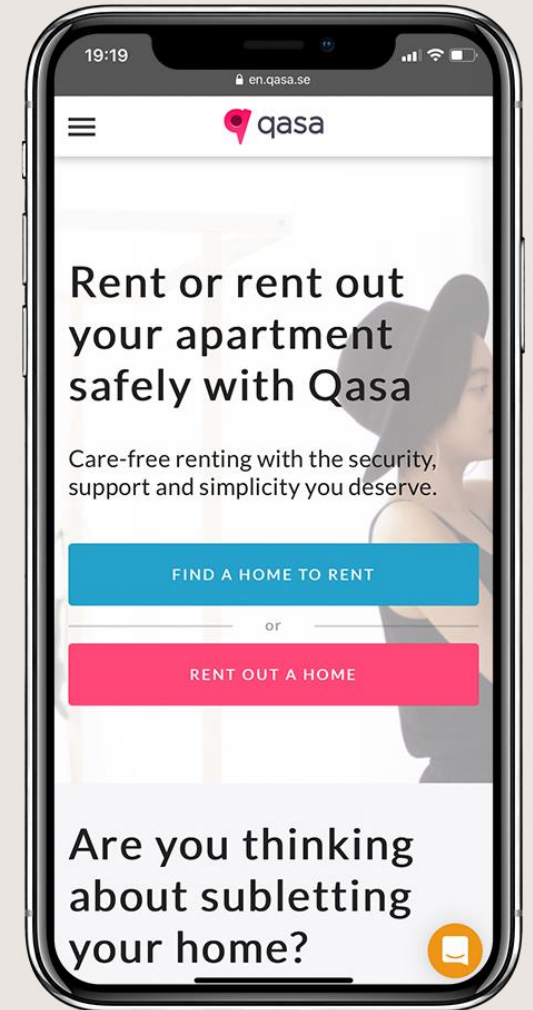 19:19
en.qasa.se
qasa
Rent or rent out
your apartment
safely with Qasa
Care-free renting with the security,
support and simplicity you deserve.
FIND A HOME TO RENT
or
RENT OUT A HOME
Are you thinking
about subletting
your home?